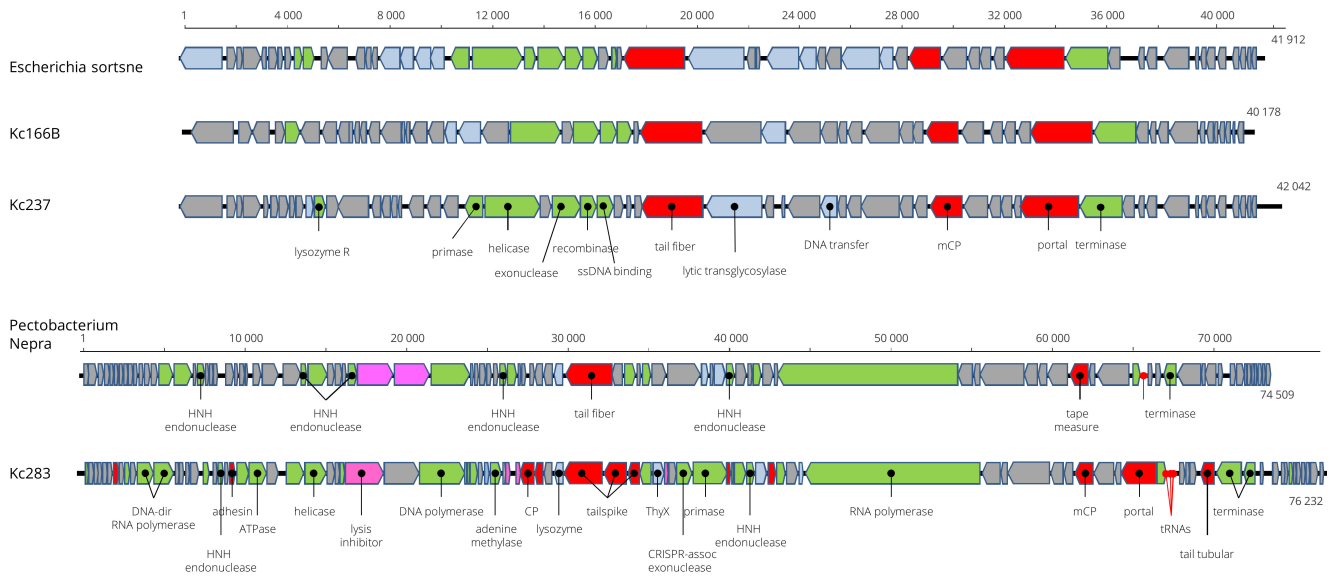 1 4 000 8 000 12 000 16 000 20 000 24 000 28 000 32 000 36 000 40 000
41 912
Escherichia sortsne
40 178
Kc166B
42 042
Kc237
lysozyme R primase helicase exonuclease recombinase ssDNA binding tail fiber lytic transglycosylase DNA transfer mCP portal terminase
Pectobacterium
Nepra
1 10 000 20 000 30 000 40 000 50 000 60 000 70 000
74 509
HNH
endonuclease
HNH
endonuclease
HNH
endonuclease
tail fiber
HNH
endonuclease
tape
measure
terminase
Kc283
76 232
DNA-dir
RNA polymerase
HNH
endonuclease
adhesin
ATPase
helicase
lysis
inhibitor
DNA polymerase
adenine
methylase
CP
lysozyme
tailspike
ThyX
CRISPR-assoc
exonuclease
primase
HNH
endonuclease
RNA polymerase
mCP
portal
tRNAs
tail tubular
terminase